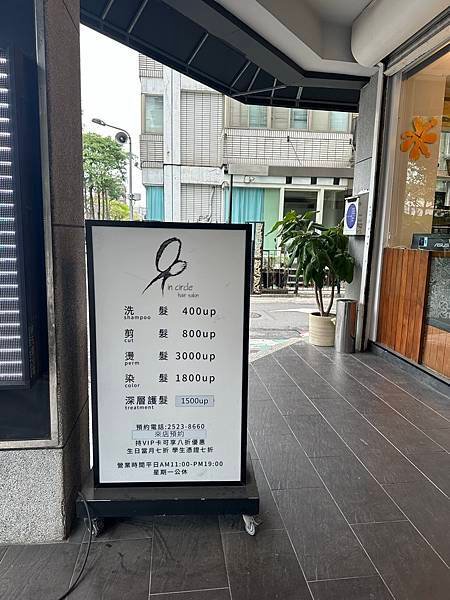 in circle
hair salon
洗 髮 400up
shampoo
剪 髮 800up
cut
燙 髮 3000up
perm
染 髮 1800up
color
深層護髮 1500up
treatment
預約電話:2523-8660
來店預約
持VIP卡可享八折優惠
生日當月七折 學生憑證七折
營業時間平日AM11:00-PM19:00
星期一公休
ASUS